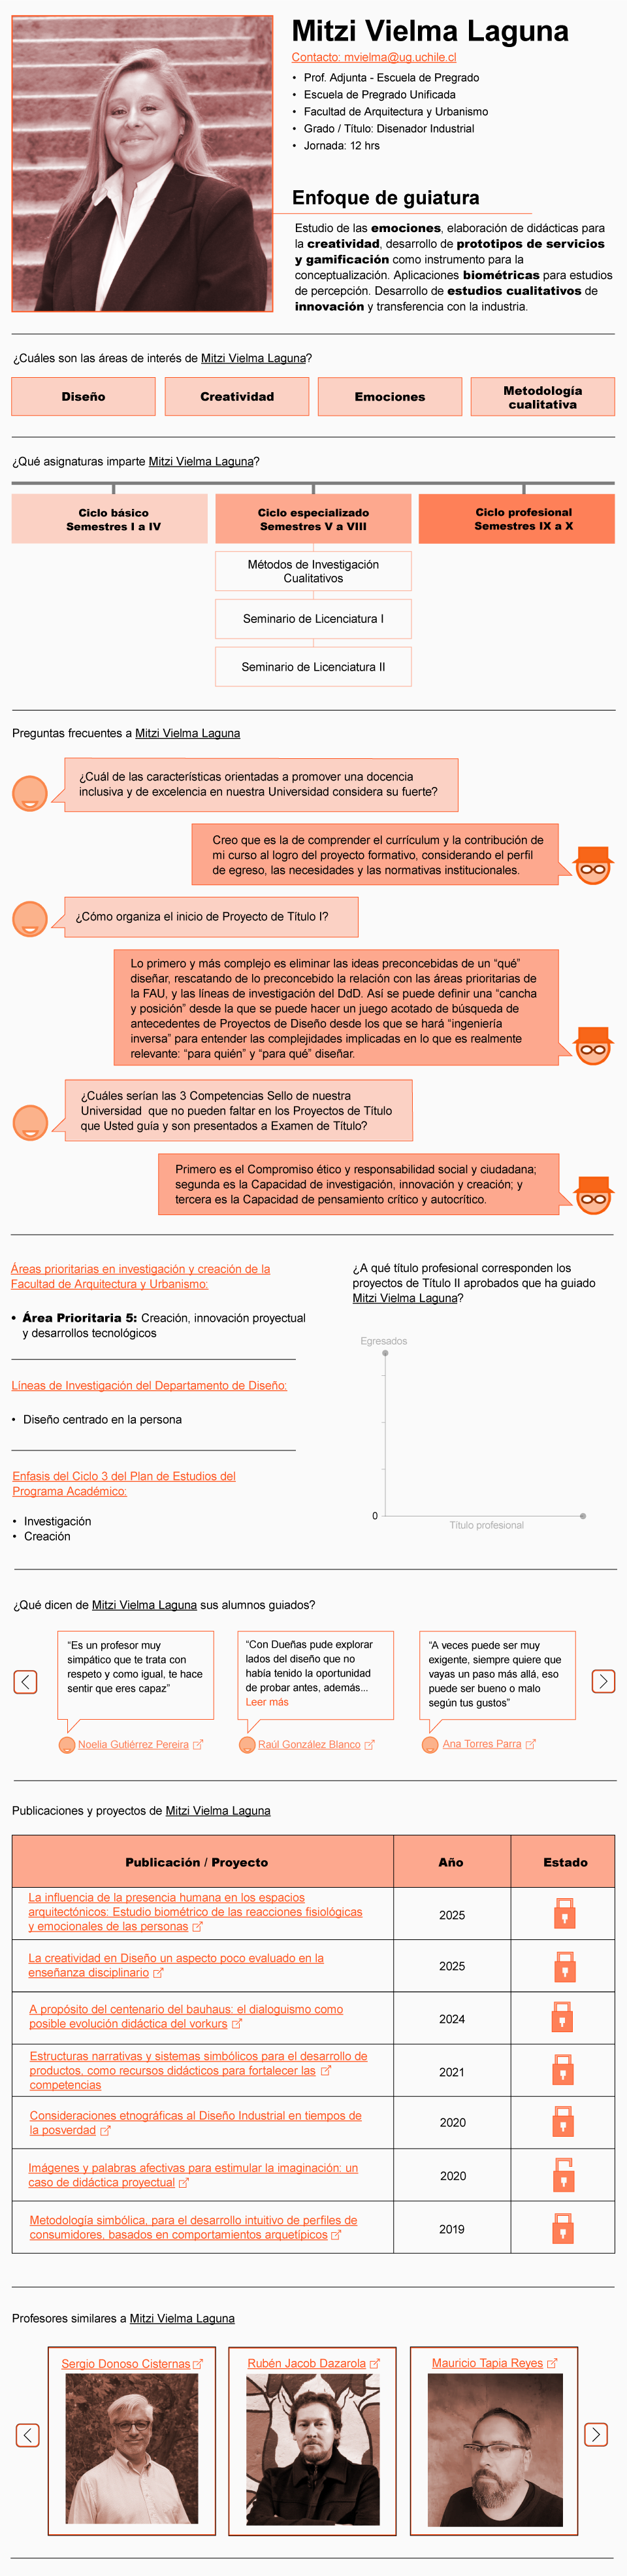 Mitzi Vielma Laguna
Contacto: mvielma@ug.uchile.cl
• Prof. Adjunta - Escuela de Pregrado
• Escuela de Pregrado Unificada
• Facultad de Arquitectura y Urbanismo
• Grado / Título: Disenador Industrial
• Jornada: 12 hrs
Enfoque de guiatura
Estudio de las emociones, elaboración de didácticas para
la creatividad, desarrollo de prototipos de servicios
y gamificación como instrumento para la
conceptualización. Aplicaciones biométricas para estudios
de percepción. Desarrollo de estudios cualitativos de
innovación y transferencia con la industria.
¿Cuáles son las áreas de interés de Mitzi Vielma Laguna?
Diseño
Creatividad
Emociones
Metodología
cualitativa
¿Qué asignaturas imparte Mitzi Vielma Laguna?
Ciclo básico
Semestres I a IV
Ciclo especializado
Semestres V a VIII
Ciclo profesional
Semestres IX a X
Métodos de Investigación
Cualitativos
Seminario de Licenciatura I
Seminario de Licenciatura II
Preguntas frecuentes a Mitzi Vielma Laguna
¿Cuál de las características orientadas a promover una docencia
inclusiva y de excelencia en nuestra Universidad considera su fuerte?
Creo que es la de comprender el currículum y la contribución de
mi curso al logro del proyecto formativo, considerando el perfil
de egreso, las necesidades y las normativas institucionales.
¿Cómo organiza el inicio de Proyecto de Título I?
Lo primero y más complejo es eliminar las ideas preconcebidas de un “qué”
diseñar, rescatando de lo preconcebido la relación con las áreas prioritarias de
la FAU, y las líneas de investigación del DdD. Así se puede definir una “cancha
y posición” desde la que se puede hacer un juego acotado de búsqueda de
antecedentes de Proyectos de Diseño desde los que se hará “ingeniería
inversa” para entender las complejidades implicadas en lo que es realmente
relevante: “para quién” y “para qué” diseñar.
¿Cuáles serían las 3 Competencias Sello de nuestra
Universidad que no pueden faltar en los Proyectos de Título
que Usted guía y son presentados a Examen de Título?
Primero es el Compromiso ético y responsabilidad social y ciudadana;
segunda es la Capacidad de investigación, innovación y creación; y
tercera es la Capacidad de pensamiento crítico y autocrítico.
Áreas prioritarias en investigación y creación de la
Facultad de Arquitectura y Urbanismo:
• Área Prioritaria 5: Creación, innovación proyectual
y desarrollos tecnológicos
Líneas de Investigación del Departamento de Diseño:
• Diseño centrado en la persona
Enfasis del Ciclo 3 del Plan de Estudios del
Programa Académico:
• Investigación
• Creación
¿A qué título profesional corresponden los
proyectos de Título II aprobados que ha guiado
Mitzi Vielma Laguna?
Egresados
0
Título profesional
¿Qué dicen de Mitzi Vielma Laguna sus alumnos guiados?
“Es un profesor muy
simpático que te trata con
respeto y como igual, te hace
sentir que eres capaz”
Noelia Gutiérrez Pereira
“Con Dueñas pude explorar
lados del diseño que no
había tenido la oportunidad
de probar antes, además...
Leer más
Raúl González Blanco
“A veces puede ser muy
exigente, siempre quiere que
vayas un paso más allá, eso
puede ser bueno o malo
según tus gustos”
Ana Torres Parra
Publicaciones y proyectos de Mitzi Vielma Laguna
Publicación / Proyecto
Año
Estado
La influencia de la presencia humana en los espacios
arquitectónicos: Estudio biométrico de las reacciones fisiológicas
y emocionales de las personas
2025
La creatividad en Diseño un aspecto poco evaluado en la
enseñanza disciplinario
2025
A propósito del centenario del bauhaus: el dialoguismo como
posible evolución didáctica del vorkurs
2024
Estructuras narrativas y sistemas simbólicos para el desarrollo de
productos, como recursos didácticos para fortalecer las
competencias
2021
Consideraciones etnográficas al Diseño Industrial en tiempos de
la posverdad
2020
Imágenes y palabras afectivas para estimular la imaginación: un
caso de didáctica proyectual
2020
Metodología simbólica, para el desarrollo intuitivo de perfiles de
consumidores, basados en comportamientos arquetípicos
2019
Profesores similares a Mitzi Vielma Laguna
Sergio Donoso Cisternas
Rubén Jacob Dazarola
Mauricio Tapia Reyes